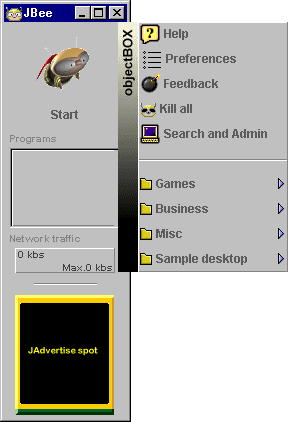 JBee
Start
Programs
Network traffic
0 kbs
Max.0 kbs
JAdvertise spot
objectBOX
Help
Preferences
Feedback
Kill all
Search and Admin
Games
Business
Misc
Sample desktop